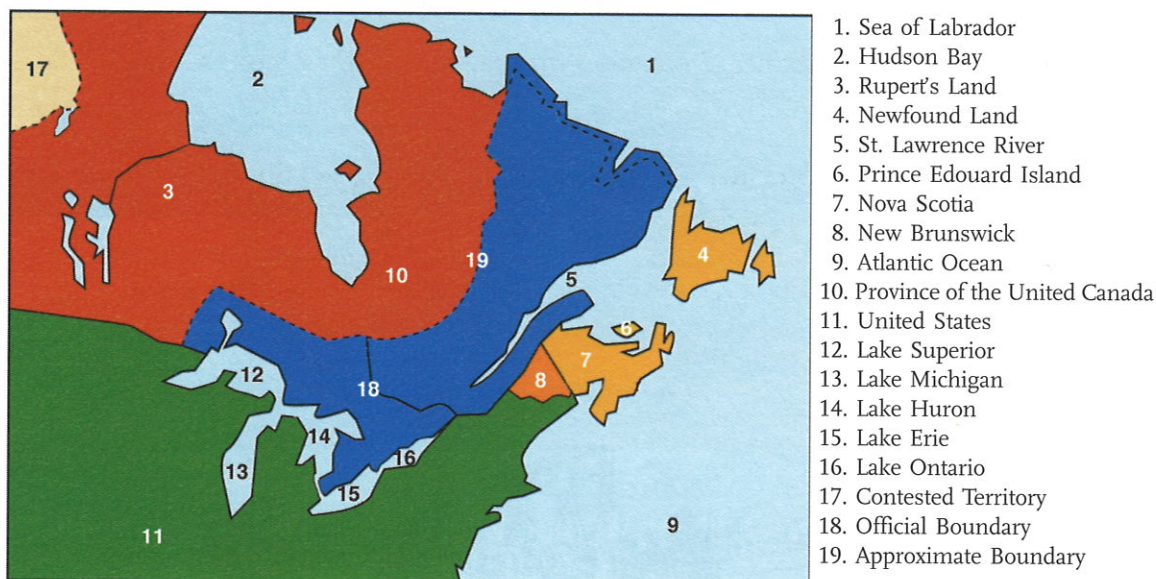 17
2
1
3
4
19
10
5
6
7
12
8
18
14
16
13
15
11
9
1. Sea of Labrador
2. Hudson Bay
3. Rupert's Land
4. Newfound Land
5. St. Lawrence River
6. Prince Edouard Island
7. Nova Scotia
8. New Brunswick
9. Atlantic Ocean
10. Province of the United Canada
11. United States
12. Lake Superior
13. Lake Michigan
14. Lake Huron
15. Lake Erie
16. Lake Ontario
17. Contested Territory
18. Official Boundary
19. Approximate Boundary